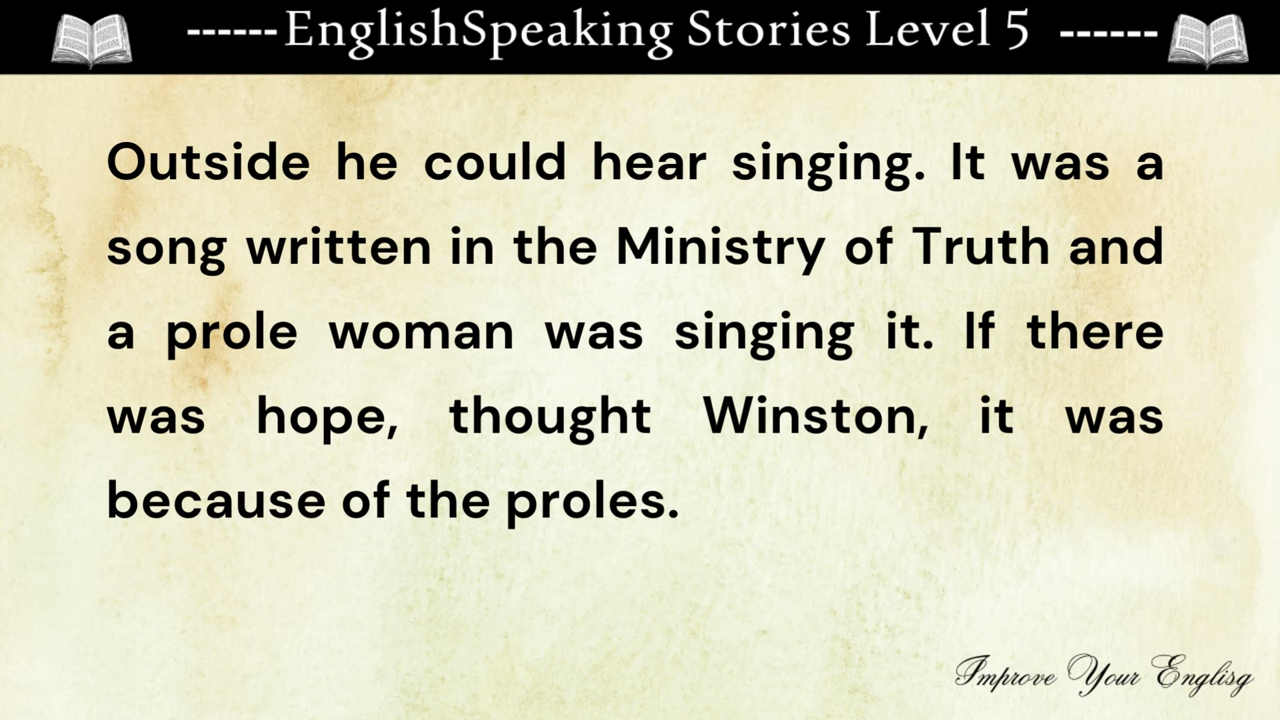 ------EnglishSpeaking Stories Level 5 ------
Outside he could hear singing. It was a
song written in the Ministry of Truth and
a prole woman was singing it. If there
was hope, thought Winston, it was
because of the proles.
Improve Your Englisg